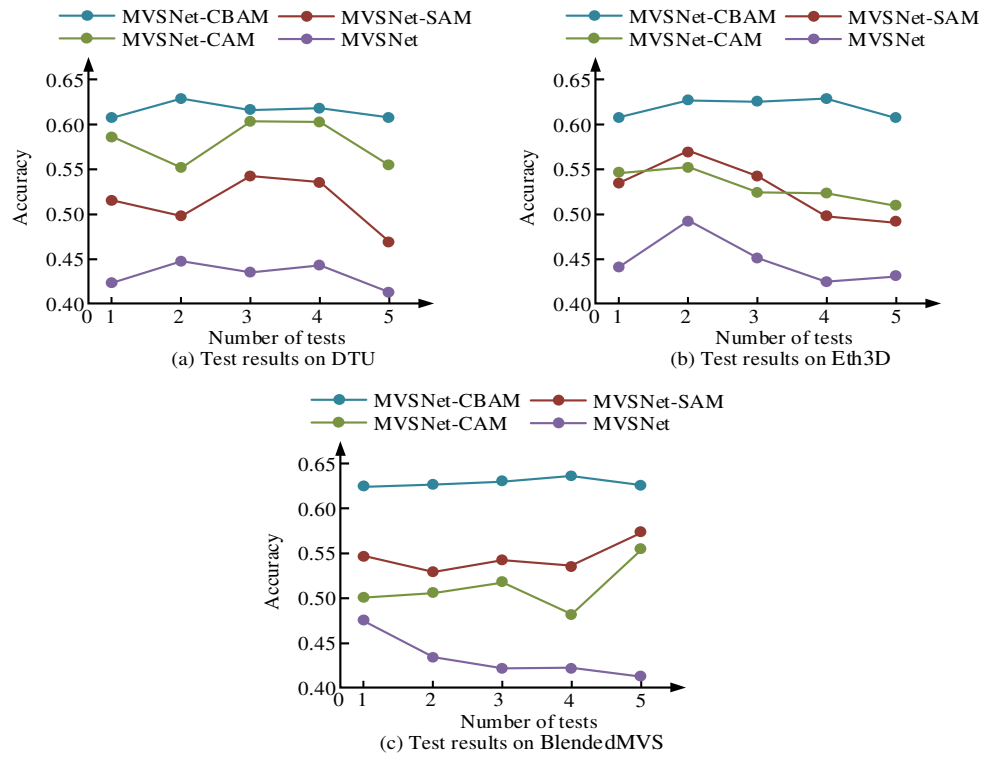 MVSNet-CBAM MVSNet-SAM
MVSNet-CAM MVSNet
0.65
0.60
0.55
0.50
0.45
0.40
Accuracy
0 1 2 3 4 5
Number of tests
(a) Test results on DTU
MVSNet-CBAM MVSNet-SAM
MVSNet-CAM MVSNet
0.65
0.60
0.55
0.50
0.45
0.40
Accuracy
0 1 2 3 4 5
Number of tests
(b) Test results on Eth3D
MVSNet-CBAM MVSNet-SAM
MVSNet-CAM MVSNet
0.65
0.60
0.55
0.50
0.45
0.40
Accuracy
0 1 2 3 4 5
Number of tests
(c) Test results on BlendedMVS